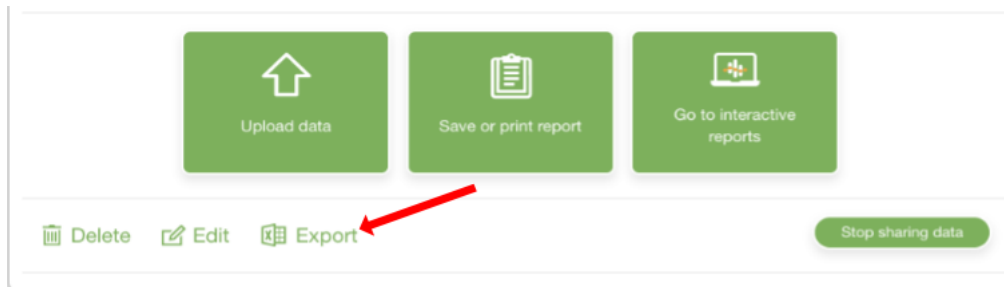 Upload data
Save or print report
Go to interactive
reports
Delete
Edit
Export
Stop sharing data